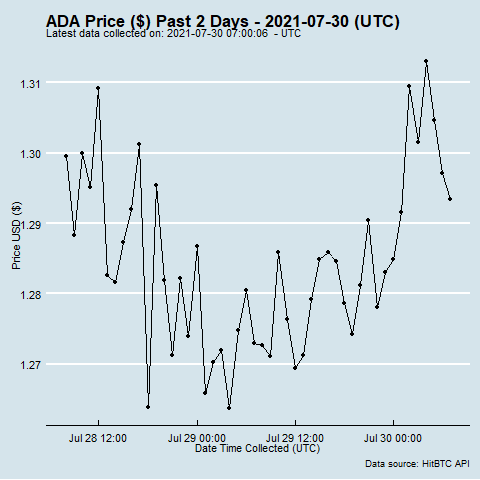 ADA Price ($) Past 2 Days - 2021-07-30 (UTC)
Latest data collected on: 2021-07-30 07:00:06  - UTC
1.31
1.30
1.29
1.28
1.27
Price USD ($)
Jul 28 12:00 Jul 29 00:00 Jul 29 12:00 Jul 30 00:00
Date Time Collected (UTC)
Data source: HitBTC API